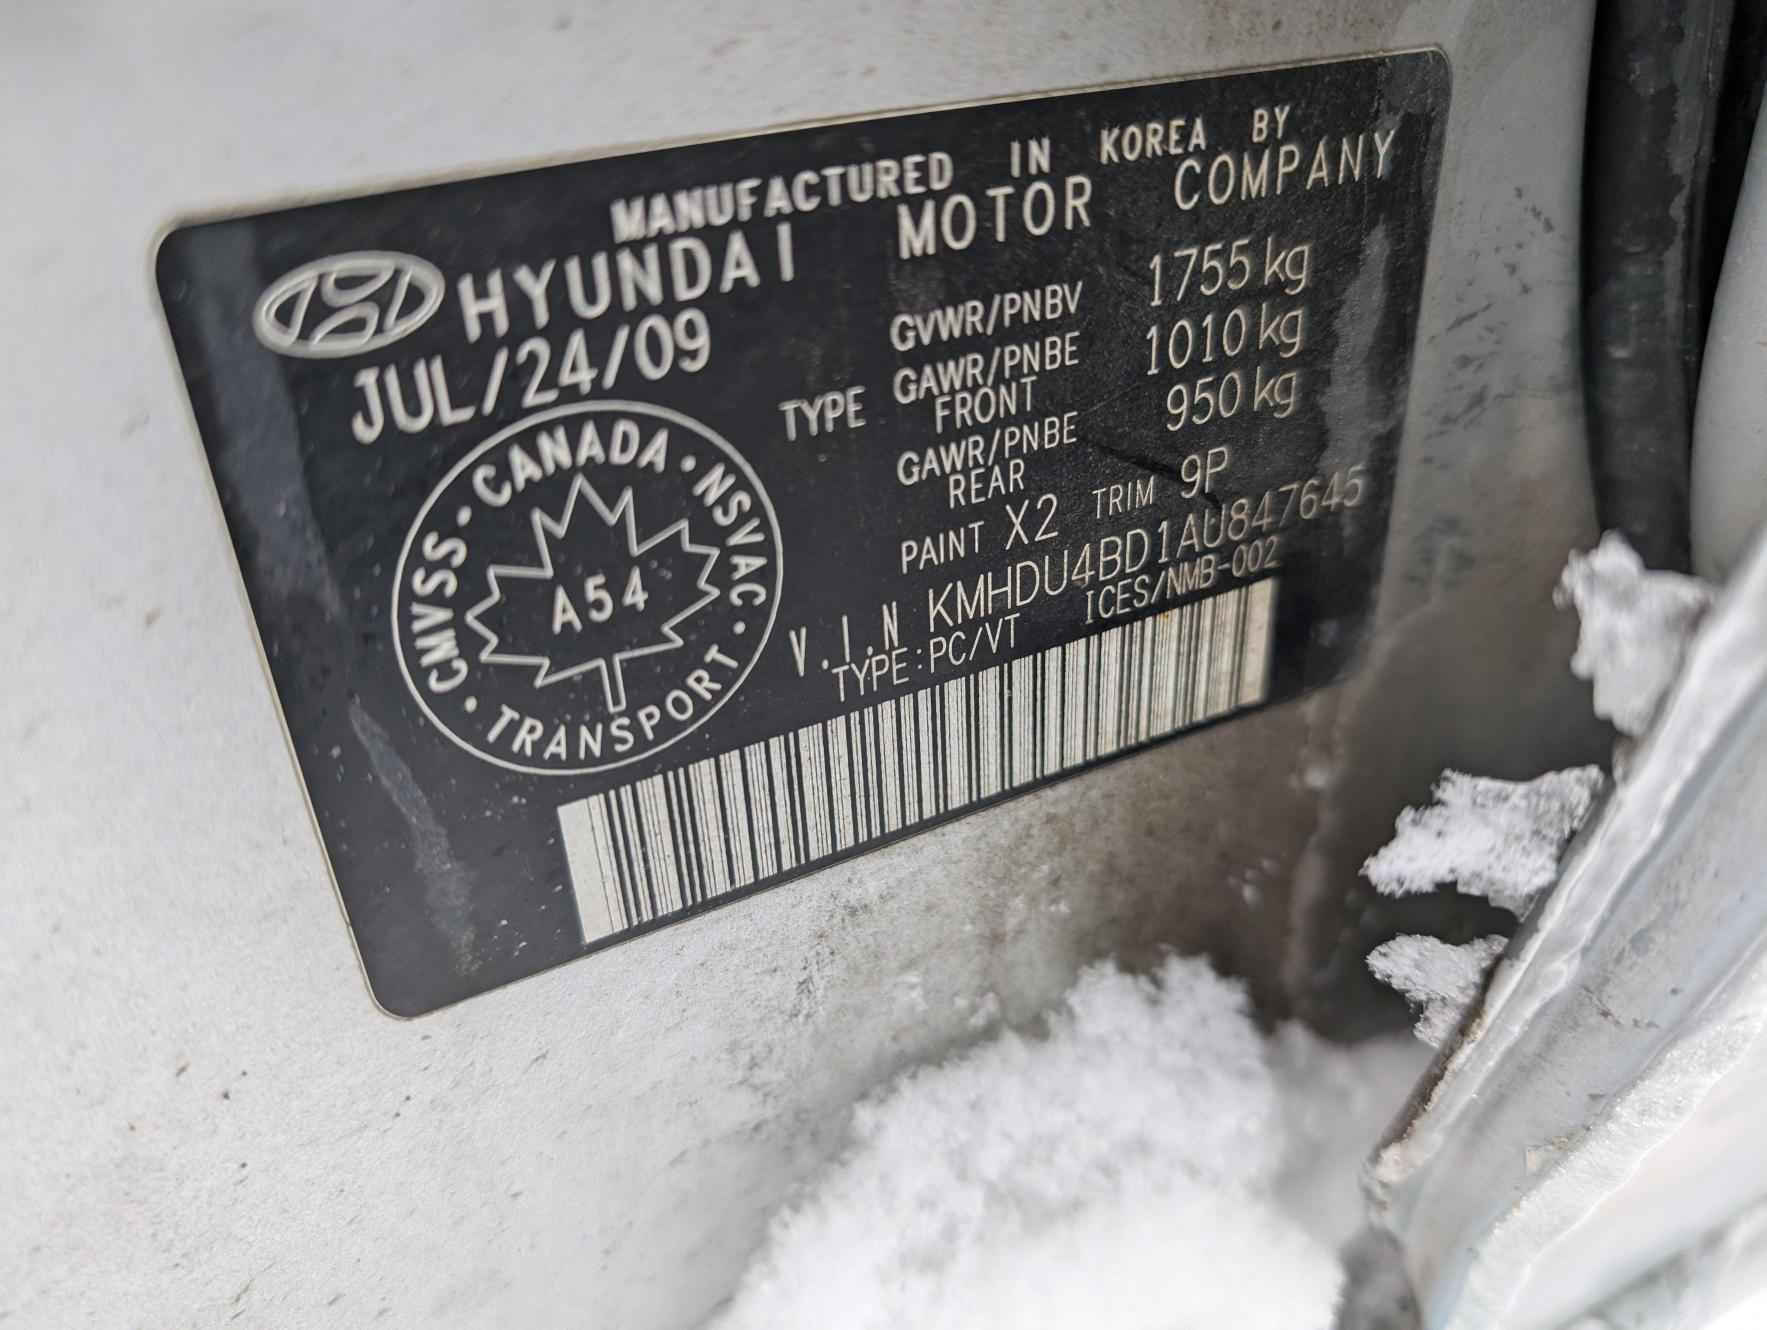 MANUFACTURED IN KOREA BY
HYUNDAI MOTOR COMPANY
JUL/24/09
GVWR/PNBV 1755 kg
TYPE GAWR/PNBE FRONT 1010 kg
GAWR/PNBE REAR 950 kg
PAINT X2 TRIM 9P
V.I.N KMHDU4BD1AU847645
TYPE:PC/VT ICES/NMB-002
CMVSS - CANADA · NSVAC · TRANSPORT ·
A54